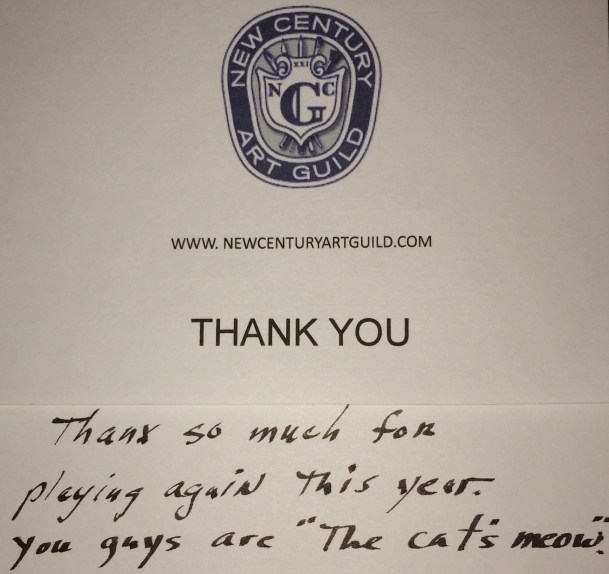 NEW CENTURY
XXI
N G C
ART GUILD
WWW. NEWCENTURYARTGUILD.COM
THANK YOU
Thanx so much for
playing again this year.
You guys are "The cat's meow".